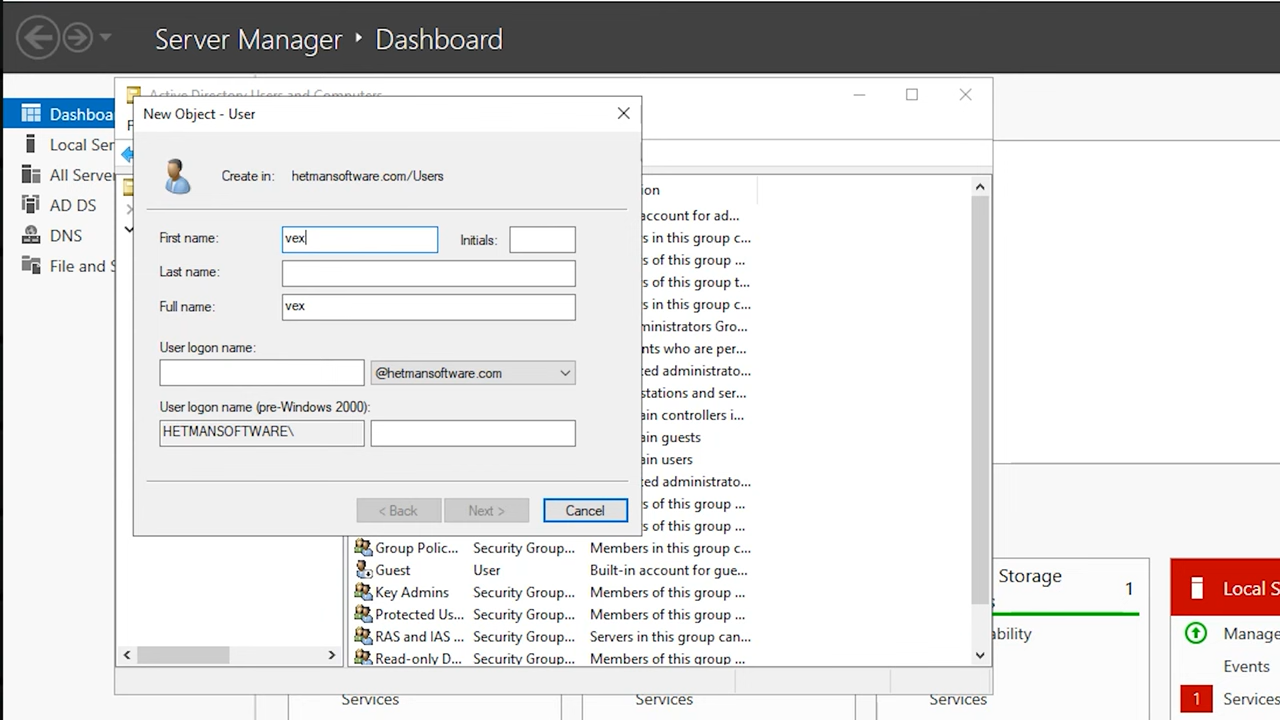 Server Manager ‣ Dashboard
Active Directory Users and Computers
New Object - User
Create in: hetmansoftware.com/Users
First name: vex Initials:
Last name:
Full name: vex
User logon name:
@hetmansoftware.com
User logon name (pre-Windows 2000):
HETMANSOFTWARE\
< Back Next > Cancel
Dashboa
Local Ser
All Serve
AD DS
DNS
File and S
ion
account for ad...
s in this group c...
s of this group ...
s of this group t...
s in this group c...
ministrators Gro...
nts who are per...
ted administrato...
stations and ser...
ain controllers i...
ain guests
ain users
ted administrato...
s of this group ...
s of this group ...
Group Polic... Security Group... Members in this group c...
Guest User Built-in account for gue...
Key Admins Security Group... Members of this group ...
Protected Us... Security Group... Members of this group ...
RAS and IAS ... Security Group... Servers in this group can...
Read-only D... Security Group... Members of this group ...
Services
Services
Storage 1
ability
Services
Local S
Manage
Events
1 Services